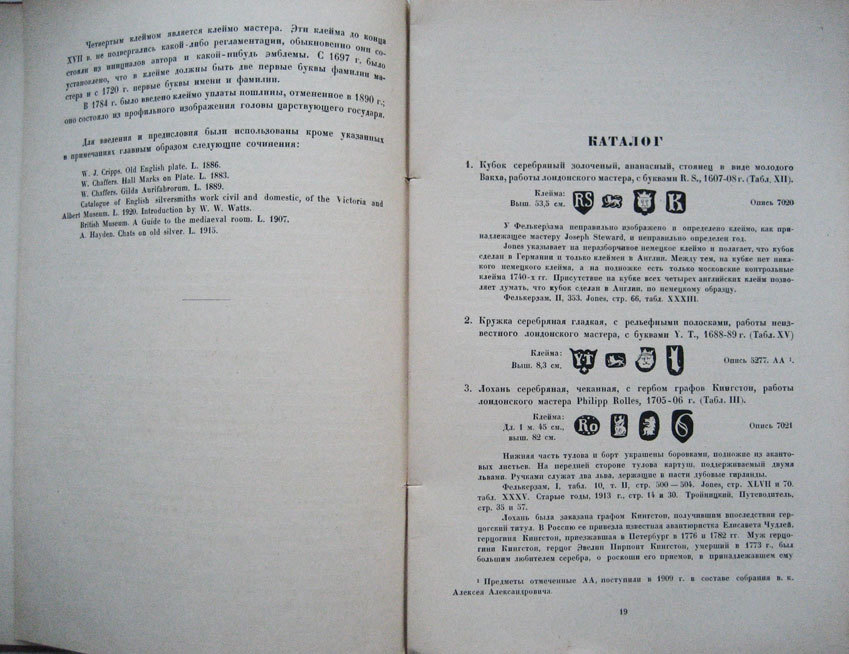 Четвертым клеймом является клеймо мастера. Эти клейма до конца
XVII в. не подвергались какой-либо регламентации, обыкновенно они со-
стояли из инициалов автора и какой-нибудь эмблемы. С 1697 г. было
установлено, что в клейме должны быть две первые буквы фамилии ма-
стера и с 1720 г. первые буквы имени и фамилии.
В 1784 г. было введено клеймо уплаты пошлины, отмененное в 1890 г.;
оно состояло из профильного изображения головы царствующего государя.
Для введения и предисловия были использованы кроме указанных
в примечаниях главным образом следующие сочинения:
W. J. Cripps. Old English plate. L. 1886.
W. Chaffers. Hall Marks on Plate. L. 1883.
W. Chaffers. Gilda Aurifabrorum. L. 1889.
Catalogue of English silversmiths work civil and domestic, of the Victoria and
Albert Museum. L. 1920. Introduction by W. W. Watts.
British Museum. A Guide to the mediaeval room. L. 1907.
A. Hayden. Chats on old silver. L. 1915.
КАТАЛОГ
1. Кубок серебряный золоченый, ананасный, стоянец в виде молодого
Вакха, работы лондонского мастера, с буквами R. S., 1607-08 г. (Табл. XII).
Клейма:
Выш. 53,5 см. RS K Опись 7020
У Фелькерзама неправильно изображено и определено клеймо, как при-
надлежащее мастеру Joseph Steward, и неправильно определен год.
Jones указывает на неразборчивое немецкое клеймо и полагает, что кубок
сделан в Германии и только клеймен в Англии. Между тем, на кубке нет ника-
кого немецкого клейма, а на подножке есть только московские контрольные
клейма 1740-х гг. Присутствие на кубке всех четырех английских клейм позво-
ляет думать, что кубок сделан в Англии, по немецкому образцу.
Фелькерзам, II, 353. Jones, стр. 66, табл. XXXIII.
2. Кружка серебряная гладкая, с рельефными полосками, работы неиз-
вестного лондонского мастера, с буквами Y. T., 1688-89 г. (Табл. XV)
Клейма:
Выш. 8,3 см. Y·T Опись 5277. АА ¹.
3. Лохань серебряная, чеканная, с гербом графов Кингстон, работы
лондонского мастера Philipp Rolles, 1705-06 г. (Табл. III).
Клейма:
Дл. 1 м. 45 см., Ro Опись 7021
выш. 82 см.
Нижняя часть тулова и борт украшены боровками, подножие из аканто-
вых листьев. На передней стороне тулова картуш, поддерживаемый двумя
львами. Ручками служат два льва, держащие в пасти дубовые гирлянды.
Фелькерзам, I, табл. 10, т. II, стр. 500—504. Jones, стр. XLVII и 70.
табл. XXXV. Старые годы, 1913 г., стр. 14 и 30. Тройницкий, Путеводитель,
стр. 35 и 57.
Лохань была заказана графом Кингстон, получившим впоследствии гер-
цогский титул. В Россию ее привезла известная авантюристка Елисавета Чудлей,
герцогиня Кингстон, приезжавшая в Петербург в 1776 и 1782 гг. Муж герцо-
гини Кингстон, герцог Эвелин Пирпонт Кингстон, умерший в 1773 г., был
большим любителем серебра, о роскоши его приемов, в принадлежавшем ему
¹ Предметы отмеченные АА, поступили в 1909 г. в составе собрания в. к.
Алексея Александровича.
19